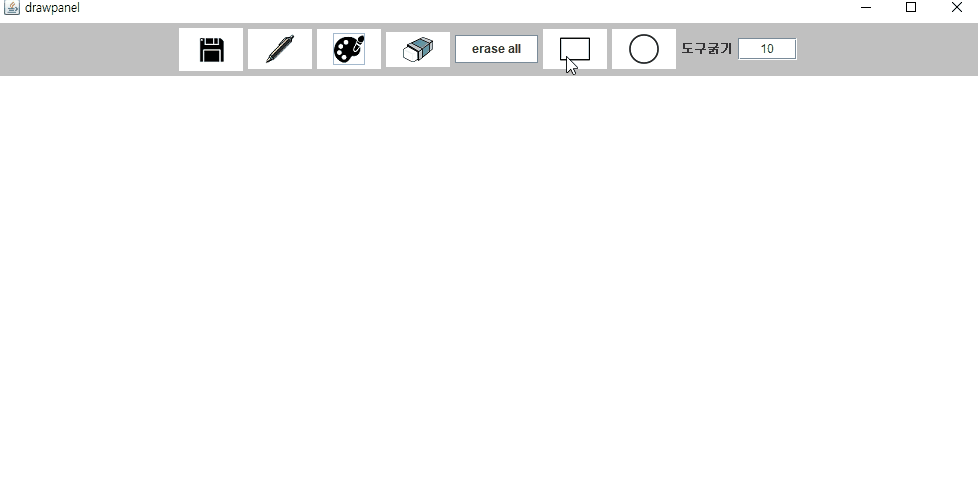 drawpanel
erase all 도구굵기 10